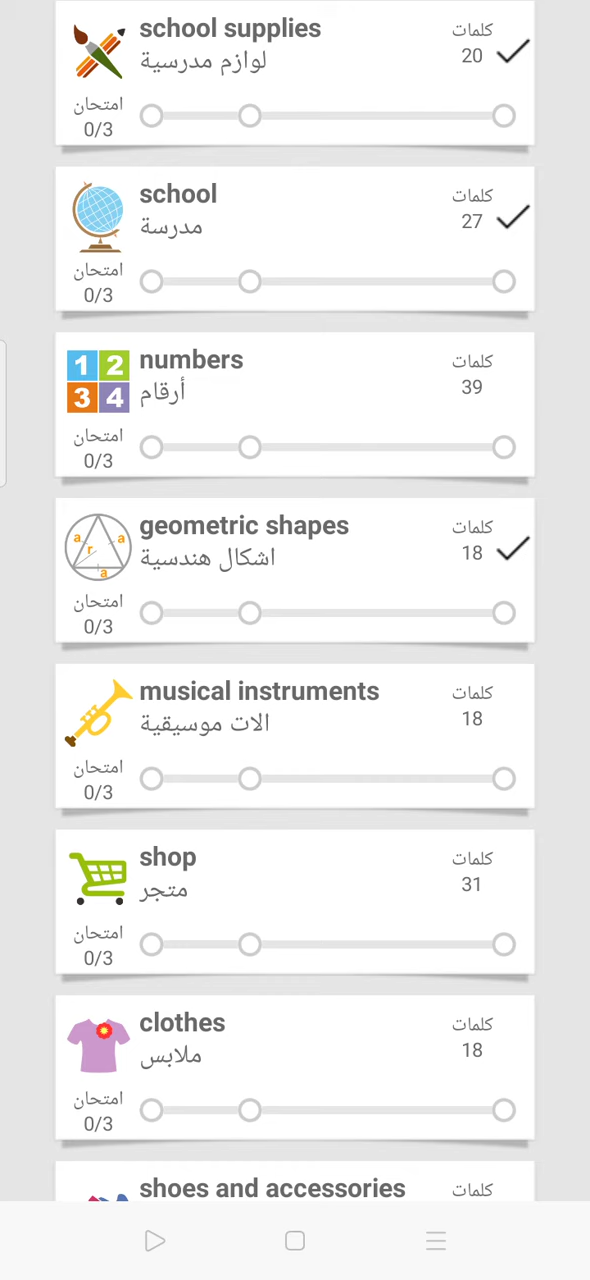 school supplies
لوازم مدرسية
كلمات
20
امتحان
0/3
school
مدرسة
كلمات
27
امتحان
0/3
1 2
3 4
numbers
أرقام
كلمات
39
امتحان
0/3
a a
r
a
geometric shapes
اشكال هندسية
كلمات
18
امتحان
0/3
musical instruments
الات موسيقية
كلمات
18
امتحان
0/3
shop
متجر
كلمات
31
امتحان
0/3
clothes
ملابس
كلمات
18
امتحان
0/3
shoes and accessories
كلمات